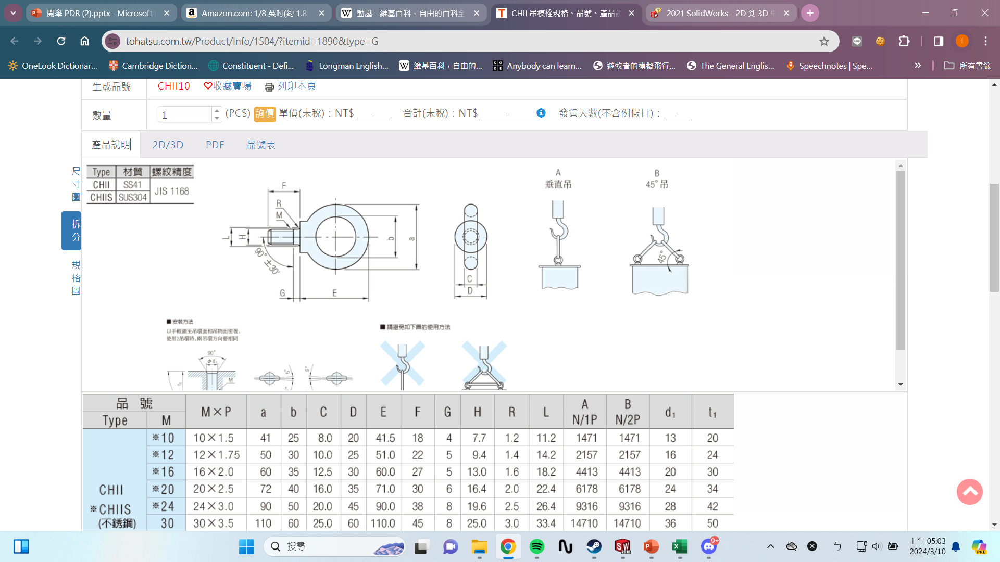 開傘 PDR (2).pptx - Microsoft
Amazon.com: 1/8 英吋(約 1.8
動壓 - 維基百科，自由的百科全
CHII 吊模栓規格、品號、產品說
2021 SolidWorks - 2D 到 3D 中
tohatsu.com.tw/Product/Info/1504/?itemid=1890&type=G
OneLook Dictionar...
Cambridge Diction...
Constituent - Defi...
Longman English...
維基百科，自由的...
Anybody can learn...
遊牧者的模擬飛行...
The General Englis...
Speechnotes | Spe...
所有書籤
生成品號 CHII10 收藏賣場 列印本頁
數量 1 (PCS) 詢價 單價(未稅)：NT$ - 合計(未稅)：NT$ - 發貨天數(不含例假日)： -
產品說明 2D/3D PDF 品號表
尺寸圖
拆分
規格圖
Type 材質 螺紋精度
CHII SS41 JIS 1168
CHIIS SUS304
F
R
M
L H b a
90°±30'
G E
C
D
A
垂直吊
B
45°吊
45°
■ 安裝方法
以手輕鎖至吊環面和吊物面密著,
使用2吊環時,兩吊環方向要相同
90°
φd₁
t₁
M
5°
5°
■ 請避免如下圖的使用方法
品 號 M×P a b C D E F G H R L A N/1P B N/2P d₁ t₁
Type M
※10 10×1.5 41 25 8.0 20 41.5 18 4 7.7 1.2 11.2 1471 1471 13 20
※12 12×1.75 50 30 10.0 25 51.0 22 5 9.4 1.4 14.2 2157 2157 16 24
※16 16×2.0 60 35 12.5 30 60.0 27 5 13.0 1.6 18.2 4413 4413 20 30
CHII ※20 20×2.5 72 40 16.0 35 71.0 30 6 16.4 2.0 22.4 6178 6178 24 34
※CHIIS ※24 24×3.0 90 50 20.0 45 90.0 38 8 19.6 2.5 26.4 9316 9316 28 42
(不銹鋼) 30 30×3.5 110 60 25.0 60 110.0 45 8 25.0 3.0 33.4 14710 14710 36 50
搜尋
9+
上午 05:03
2024/3/10
PRE